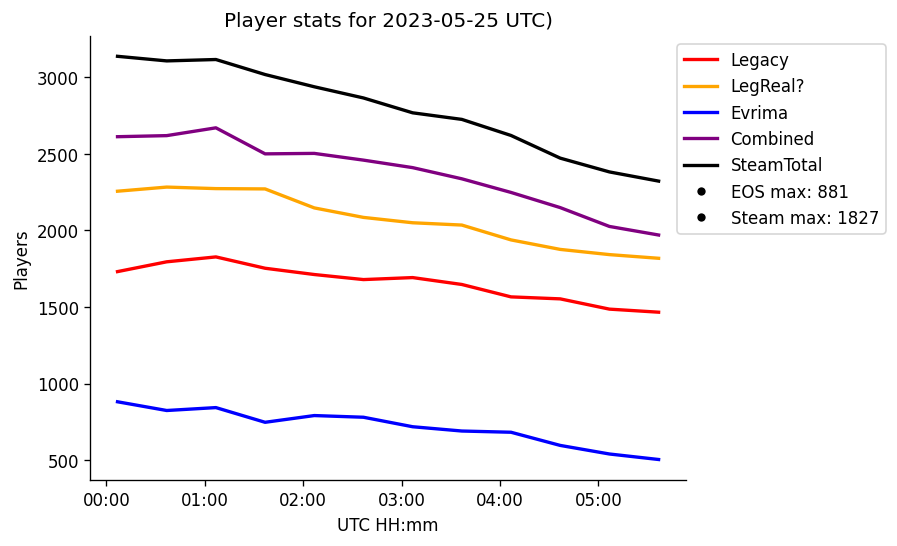 Player stats for 2023-05-25 UTC)
Legacy
LegReal?
Evrima
Combined
SteamTotal
EOS max: 881
Steam max: 1827
Players
3000
2500
2000
1500
1000
500
00:00 01:00 02:00 03:00 04:00 05:00
UTC HH:mm